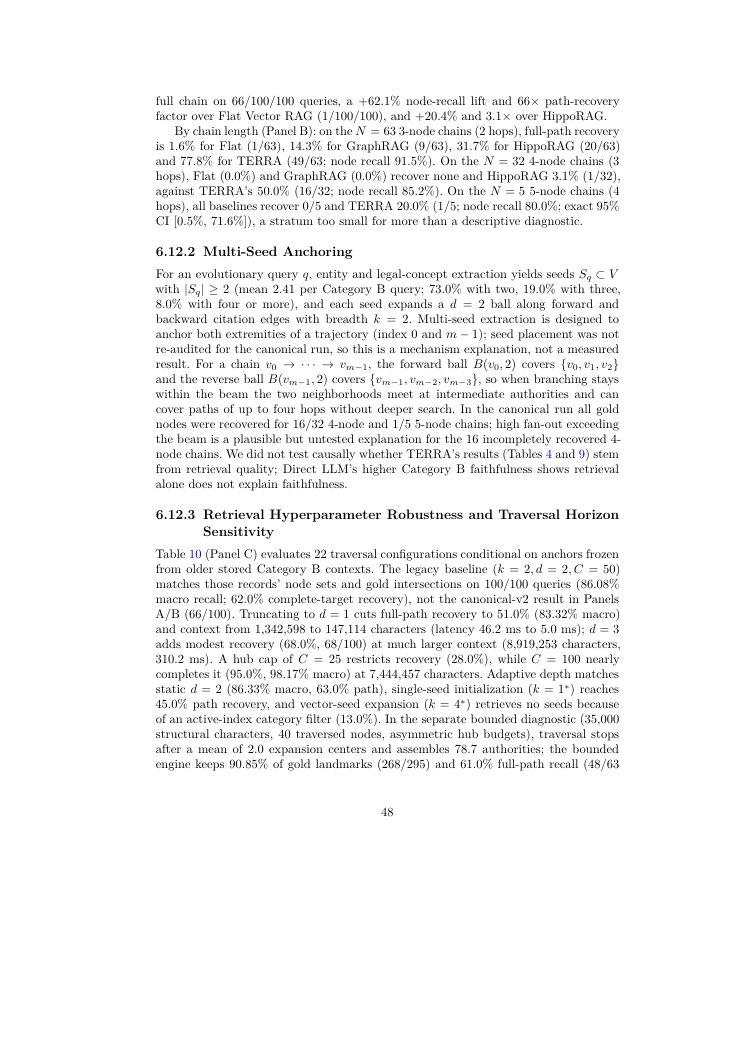 full chain on 66/100/100 queries, a +62.1% node-recall lift and 66× path-recovery
factor over Flat Vector RAG (1/100/100), and +20.4% and 3.1× over HippoRAG.
By chain length (Panel B): on the N = 63 3-node chains (2 hops), full-path recovery
is 1.6% for Flat (1/63), 14.3% for GraphRAG (9/63), 31.7% for HippoRAG (20/63)
and 77.8% for TERRA (49/63; node recall 91.5%). On the N = 32 4-node chains (3
hops), Flat (0.0%) and GraphRAG (0.0%) recover none and HippoRAG 3.1% (1/32),
against TERRA's 50.0% (16/32; node recall 85.2%). On the N = 5 5-node chains (4
hops), all baselines recover 0/5 and TERRA 20.0% (1/5; node recall 80.0%; exact 95%
CI [0.5%, 71.6%]), a stratum too small for more than a descriptive diagnostic.
6.12.2 Multi-Seed Anchoring
For an evolutionary query q, entity and legal-concept extraction yields seeds S_q ⊂ V
with |S_q| ≥ 2 (mean 2.41 per Category B query; 73.0% with two, 19.0% with three,
8.0% with four or more), and each seed expands a d = 2 ball along forward and
backward citation edges with breadth k = 2. Multi-seed extraction is designed to
anchor both extremities of a trajectory (index 0 and m − 1); seed placement was not
re-audited for the canonical run, so this is a mechanism explanation, not a measured
result. For a chain v₀ → ··· → v_{m−1}, the forward ball B(v₀, 2) covers {v₀, v₁, v₂}
and the reverse ball B(v_{m−1}, 2) covers {v_{m−1}, v_{m−2}, v_{m−3}}, so when branching stays
within the beam the two neighborhoods meet at intermediate authorities and can
cover paths of up to four hops without deeper search. In the canonical run all gold
nodes were recovered for 16/32 4-node and 1/5 5-node chains; high fan-out exceeding
the beam is a plausible but untested explanation for the 16 incompletely recovered 4-
node chains. We did not test causally whether TERRA's results (Tables 4 and 9) stem
from retrieval quality; Direct LLM's higher Category B faithfulness shows retrieval
alone does not explain faithfulness.
6.12.3 Retrieval Hyperparameter Robustness and Traversal Horizon
Sensitivity
Table 10 (Panel C) evaluates 22 traversal configurations conditional on anchors frozen
from older stored Category B contexts. The legacy baseline (k = 2, d = 2, C = 50)
matches those records' node sets and gold intersections on 100/100 queries (86.08%
macro recall; 62.0% complete-target recovery), not the canonical-v2 result in Panels
A/B (66/100). Truncating to d = 1 cuts full-path recovery to 51.0% (83.32% macro)
and context from 1,342,598 to 147,114 characters (latency 46.2 ms to 5.0 ms); d = 3
adds modest recovery (68.0%, 68/100) at much larger context (8,919,253 characters,
310.2 ms). A hub cap of C = 25 restricts recovery (28.0%), while C = 100 nearly
completes it (95.0%, 98.17% macro) at 7,444,457 characters. Adaptive depth matches
static d = 2 (86.33% macro, 63.0% path), single-seed initialization (k = 1*) reaches
45.0% path recovery, and vector-seed expansion (k = 4*) retrieves no seeds because
of an active-index category filter (13.0%). In the separate bounded diagnostic (35,000
structural characters, 40 traversed nodes, asymmetric hub budgets), traversal stops
after a mean of 2.0 expansion centers and assembles 78.7 authorities; the bounded
engine keeps 90.85% of gold landmarks (268/295) and 61.0% full-path recall (48/63
48